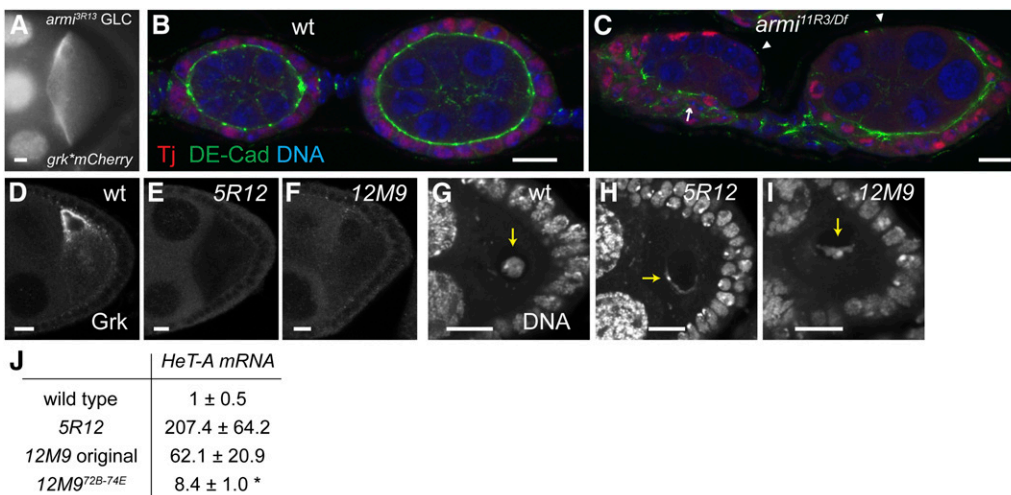 A
armi3R13 GLC
grk*mCherry
B
wt
Tj DE-Cad DNA
C
armi11R3/Df
D
wt
Grk
E
5R12
F
12M9
G
wt
DNA
H
5R12
I
12M9
J
HeT-A mRNA
wild type 1 ± 0.5
5R12 207.4 ± 64.2
12M9 original 62.1 ± 20.9
12M972B-74E 8.4 ± 1.0 *